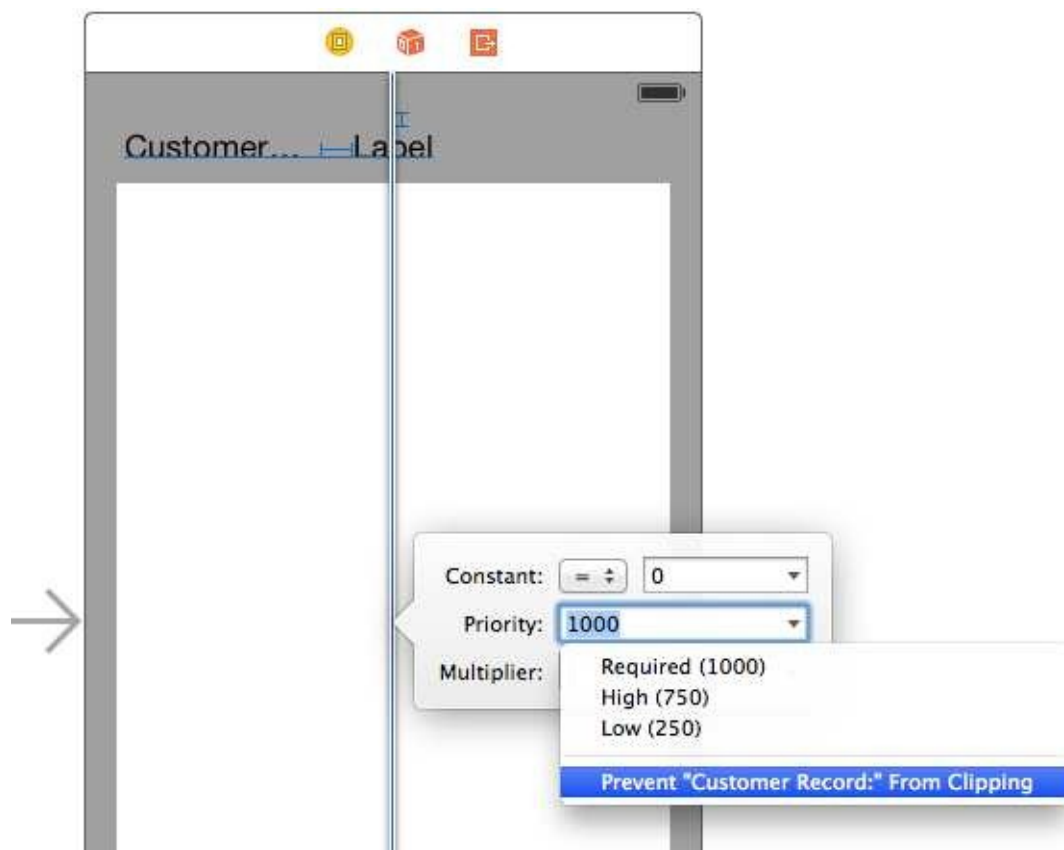 Customer... Label
Constant: = 0
Priority: 1000
Multiplier:
Required (1000)
High (750)
Low (250)
Prevent "Customer Record:" From Clipping